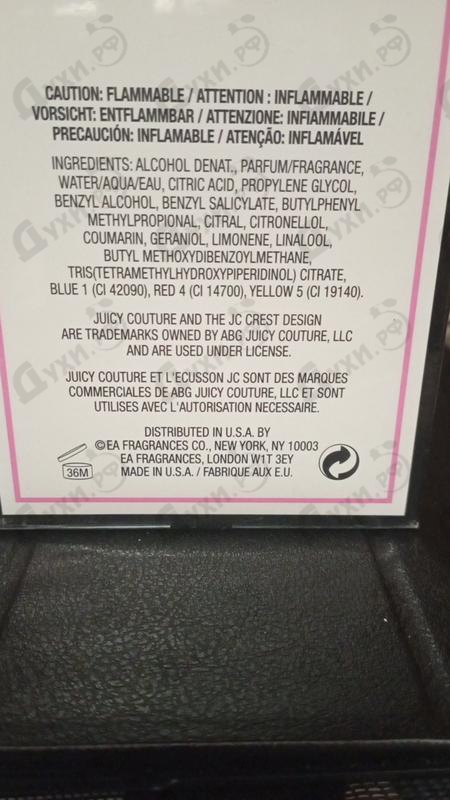 CAUTION: FLAMMABLE / ATTENTION : INFLAMMABLE /
VORSICHT: ENTFLAMMBAR / ATTENZIONE: INFIAMMABILE /
PRECAUCIÓN: INFLAMABLE / ATENÇÃO: INFLAMÁVEL
INGREDIENTS: ALCOHOL DENAT., PARFUM/FRAGRANCE,
WATER/AQUA/EAU, CITRIC ACID, PROPYLENE GLYCOL,
BENZYL ALCOHOL, BENZYL SALICYLATE, BUTYLPHENYL
METHYLPROPIONAL, CITRAL, CITRONELLOL,
COUMARIN, GERANIOL, LIMONENE, LINALOOL,
BUTYL METHOXYDIBENZOYLMETHANE,
TRIS(TETRAMETHYLHYDROXYPIPERIDINOL) CITRATE,
BLUE 1 (CI 42090), RED 4 (CI 14700), YELLOW 5 (CI 19140).
JUICY COUTURE AND THE JC CREST DESIGN
ARE TRADEMARKS OWNED BY ABG JUICY COUTURE, LLC
AND ARE USED UNDER LICENSE.
JUICY COUTURE ET L'ECUSSON JC SONT DES MARQUES
COMMERCIALES DE ABG JUICY COUTURE, LLC ET SONT
UTILISES AVEC L'AUTORISATION NECESSAIRE.
DISTRIBUTED IN U.S.A. BY
©EA FRAGRANCES CO., NEW YORK, NY 10003
EA FRAGRANCES, LONDON W1T 3EY
MADE IN U.S.A. / FABRIQUE AUX E.U.
36M
Духи.рф